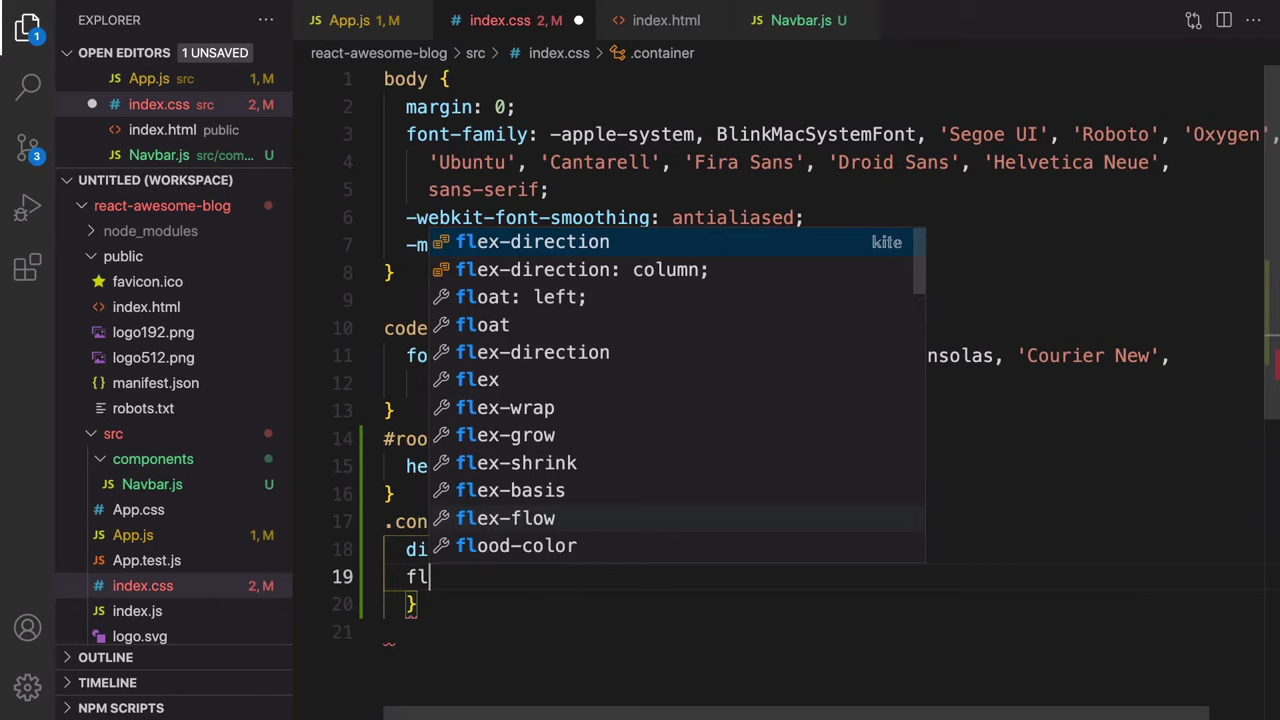 EXPLORER
App.js 1, M
index.css 2, M
index.html
Navbar.js U
OPEN EDITORS 1 UNSAVED
App.js src 1, M
index.css src 2, M
index.html public
Navbar.js src/com... U
UNTITLED (WORKSPACE)
react-awesome-blog
node_modules
public
favicon.ico
index.html
logo192.png
logo512.png
manifest.json
robots.txt
src
components
Navbar.js U
App.css
App.js 1, M
App.test.js
index.css 2, M
index.js
logo.svg
OUTLINE
TIMELINE
NPM SCRIPTS
1
3
react-awesome-blog > src > # index.css > .container
1 body {
2 margin: 0;
3 font-family: -apple-system, BlinkMacSystemFont, 'Segoe UI', 'Roboto', 'Oxygen',
4 'Ubuntu', 'Cantarell', 'Fira Sans', 'Droid Sans', 'Helvetica Neue',
5 sans-serif;
6 -webkit-font-smoothing: antialiased;
7 -m
8 }
9
10 code
11 fo nsolas, 'Courier New',
12
13 }
14 #roo
15 he
16 }
17 .con
18 di
19 fl
20 }
21
flex-direction kite
flex-direction: column;
float: left;
float
flex-direction
flex
flex-wrap
flex-grow
flex-shrink
flex-basis
flex-flow
flood-color